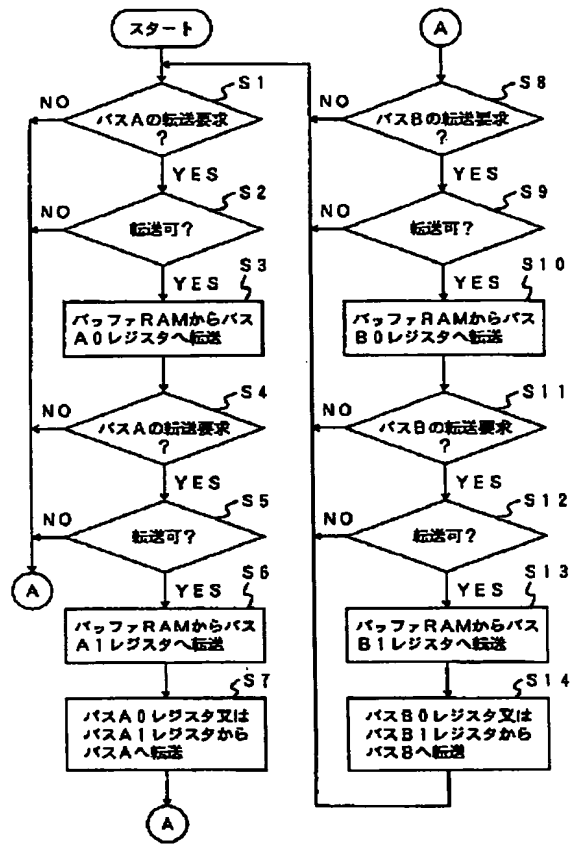 スタート
S1
バスAの転送要求
?
NO
YES
S2
転送可?
NO
YES
S3
バッファRAMからバス
A0レジスタへ転送
S4
バスAの転送要求
?
NO
YES
S5
転送可?
NO
YES
A
S6
バッファRAMからバス
A1レジスタへ転送
S7
バスA0レジスタ又は
バスA1レジスタから
バスAへ転送
A
A
S8
バスBの転送要求
?
NO
YES
S9
転送可?
NO
YES
S10
バッファRAMからバス
B0レジスタへ転送
S11
バスBの転送要求
?
NO
YES
S12
転送可?
NO
YES
S13
バッファRAMからバス
B1レジスタへ転送
S14
バスB0レジスタ又は
バスB1レジスタから
バスBへ転送